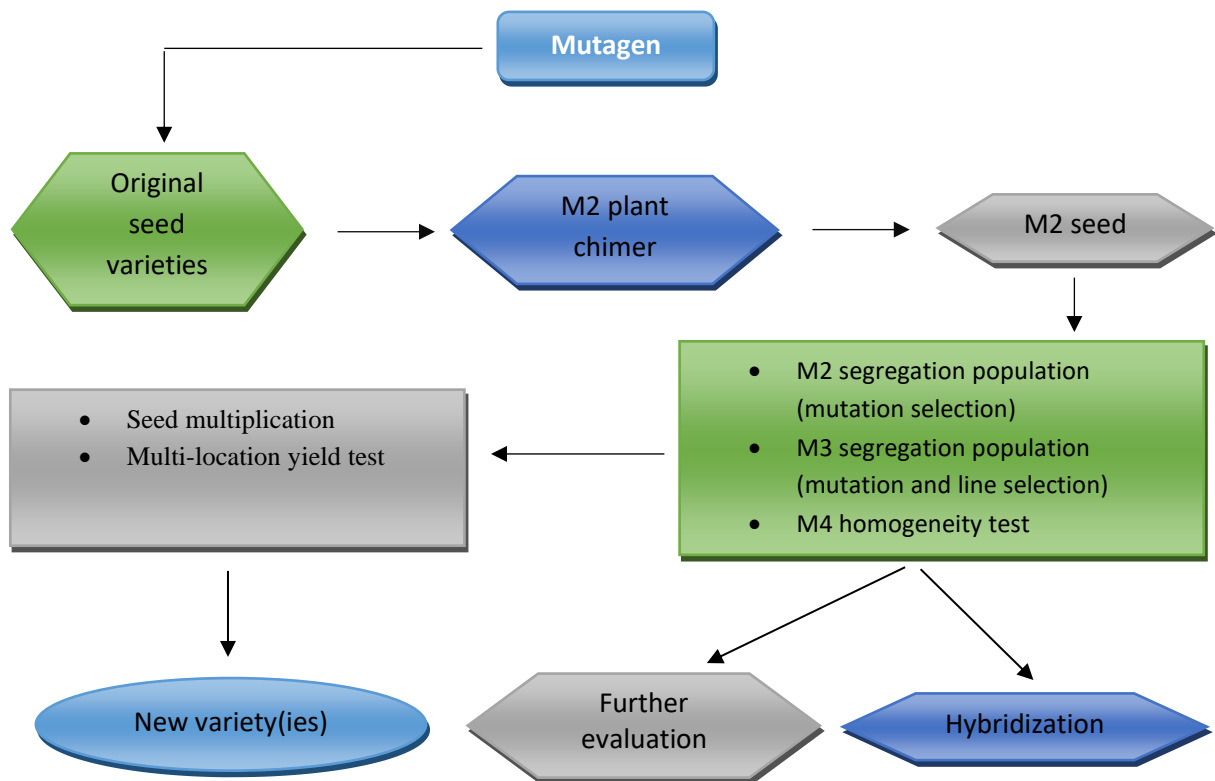 Mutagen
Original
seed
varieties
M2 plant
chimer
M2 seed
• M2 segregation population
(mutation selection)
• M3 segregation population
(mutation and line selection)
• M4 homogeneity test
• Seed multiplication
• Multi-location yield test
New variety(ies)
Further
evaluation
Hybridization